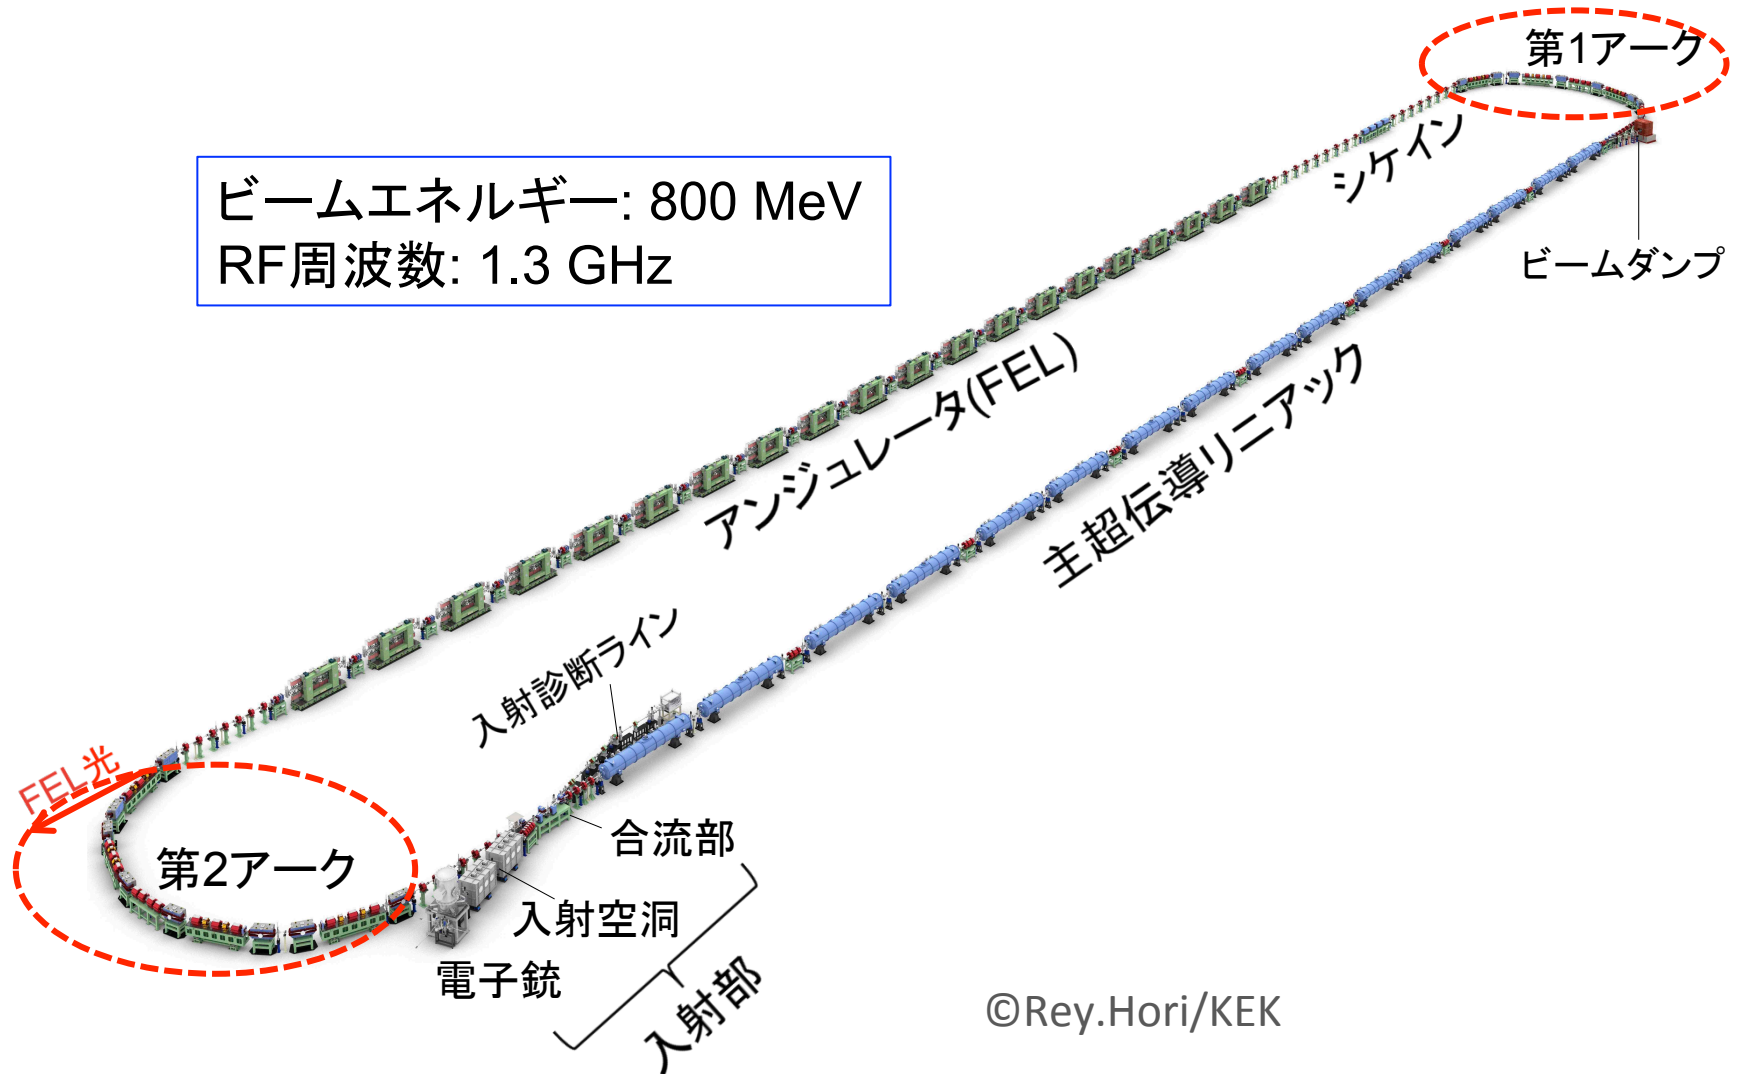 第1アーク
シケイン
ビームエネルギー: 800 MeV
RF周波数: 1.3 GHz
ビームダンプ
アンジュレータ(FEL)
主超伝導リニアック
入射診断ライン
FEL光
第2アーク
合流部
入射空洞
電子銃
入射部
©Rey.Hori/KEK